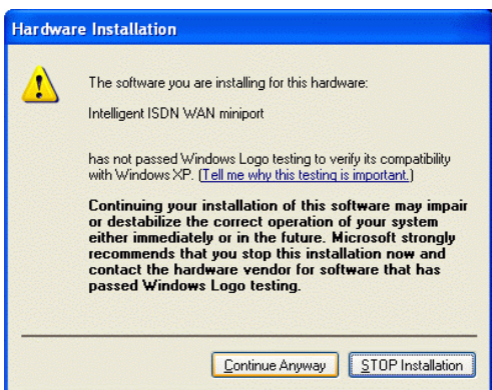 Hardware Installation
The software you are installing for this hardware:
Intelligent ISDN WAN miniport
has not passed Windows Logo testing to verify its compatibility
with Windows XP. (Tell me why this testing is important.)
Continuing your installation of this software may impair
or destabilize the correct operation of your system
either immediately or in the future. Microsoft strongly
recommends that you stop this installation now and
contact the hardware vendor for software that has
passed Windows Logo testing.
Continue Anyway
STOP Installation